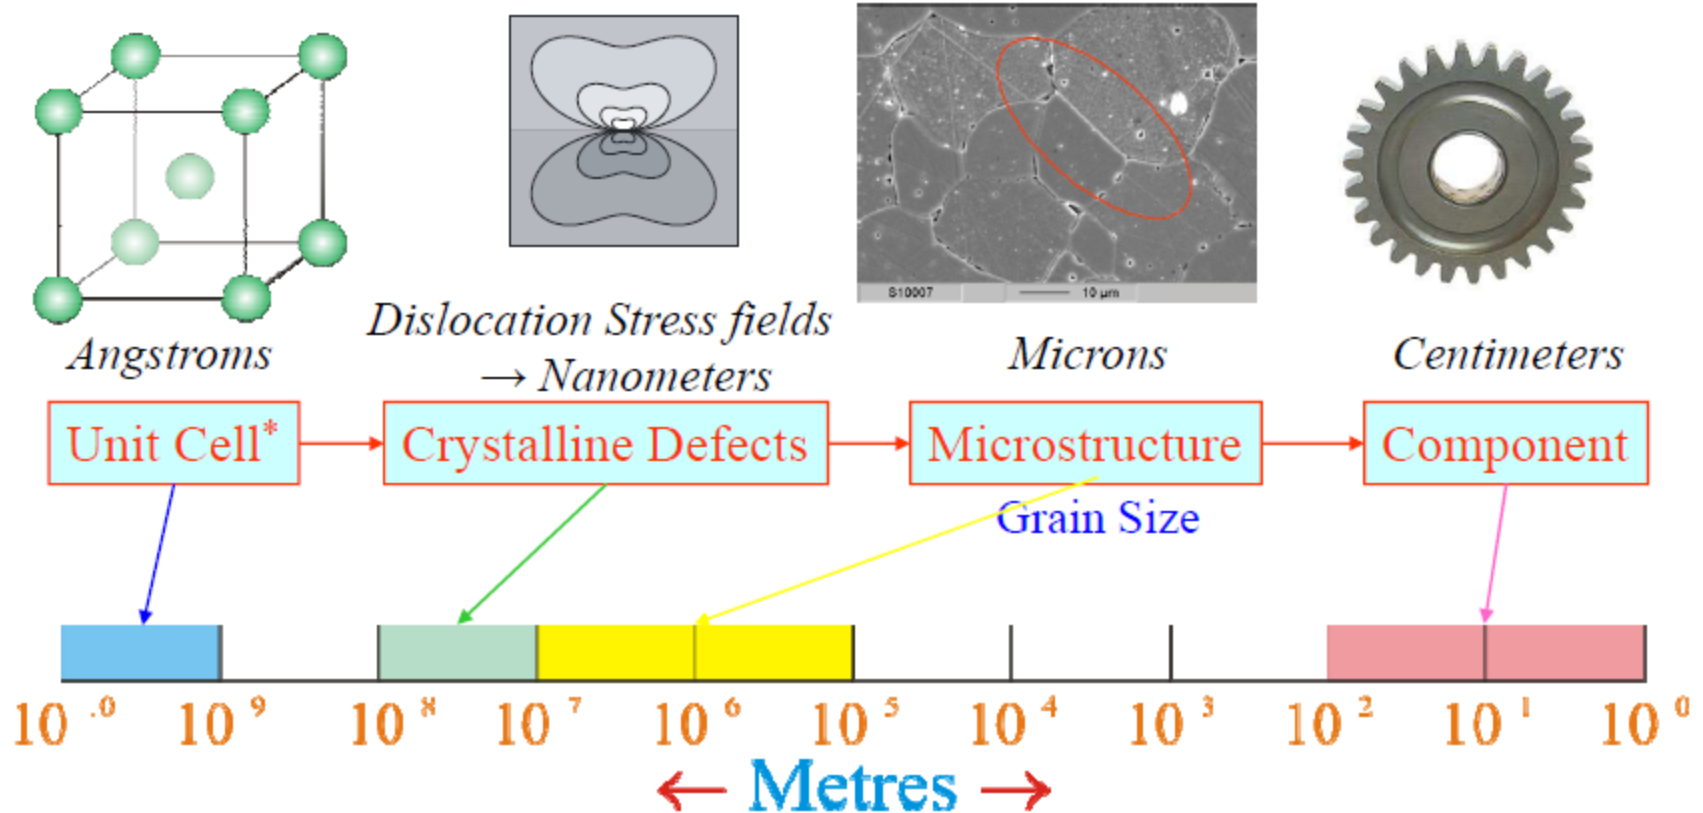 S10007 10 µm
Dislocation Stress fields
→ Nanometers
Angstroms
Microns
Centimeters
Unit Cell*
Crystalline Defects
Microstructure
Component
Grain Size
10 .0 10 9 10 8 10 7 10 6 10 5 10 4 10 3 10 2 10 1 10 0
← Metres →